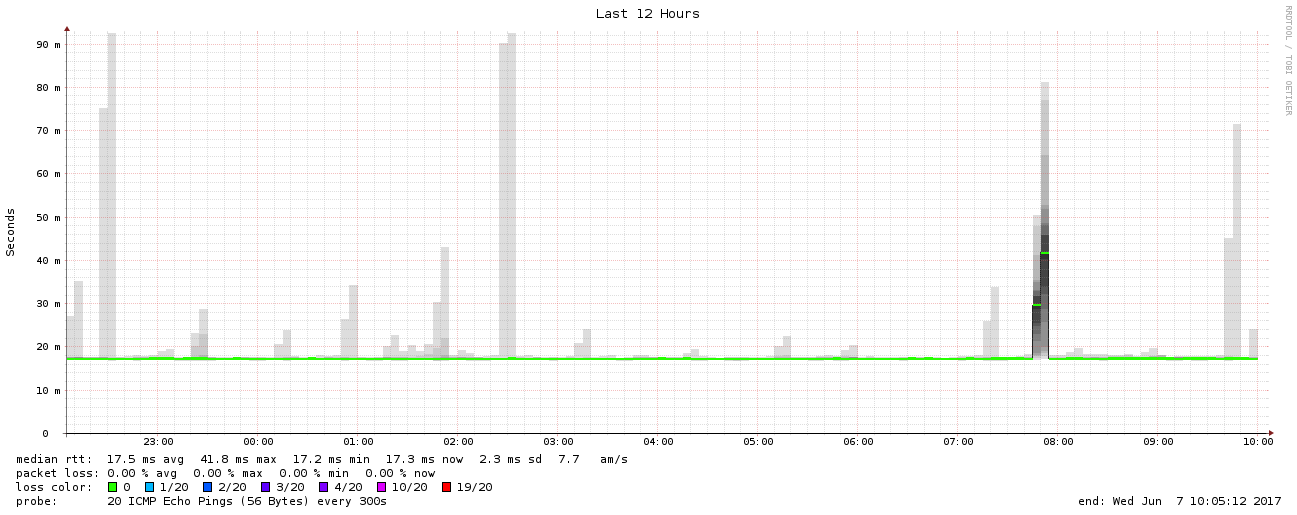 Last 12 Hours
RRDTOOL / TOBI OETIKER
Seconds
90 m
80 m
70 m
60 m
50 m
40 m
30 m
20 m
10 m
0
23:00 00:00 01:00 02:00 03:00 04:00 05:00 06:00 07:00 08:00 09:00 10:00
median rtt: 17.5 ms avg 41.8 ms max 17.2 ms min 17.3 ms now 2.3 ms sd 7.7 am/s
packet loss: 0.00 % avg 0.00 % max 0.00 % min 0.00 % now
loss color: 0 1/20 2/20 3/20 4/20 10/20 19/20
probe: 20 ICMP Echo Pings (56 Bytes) every 300s end: Wed Jun 7 10:05:12 2017